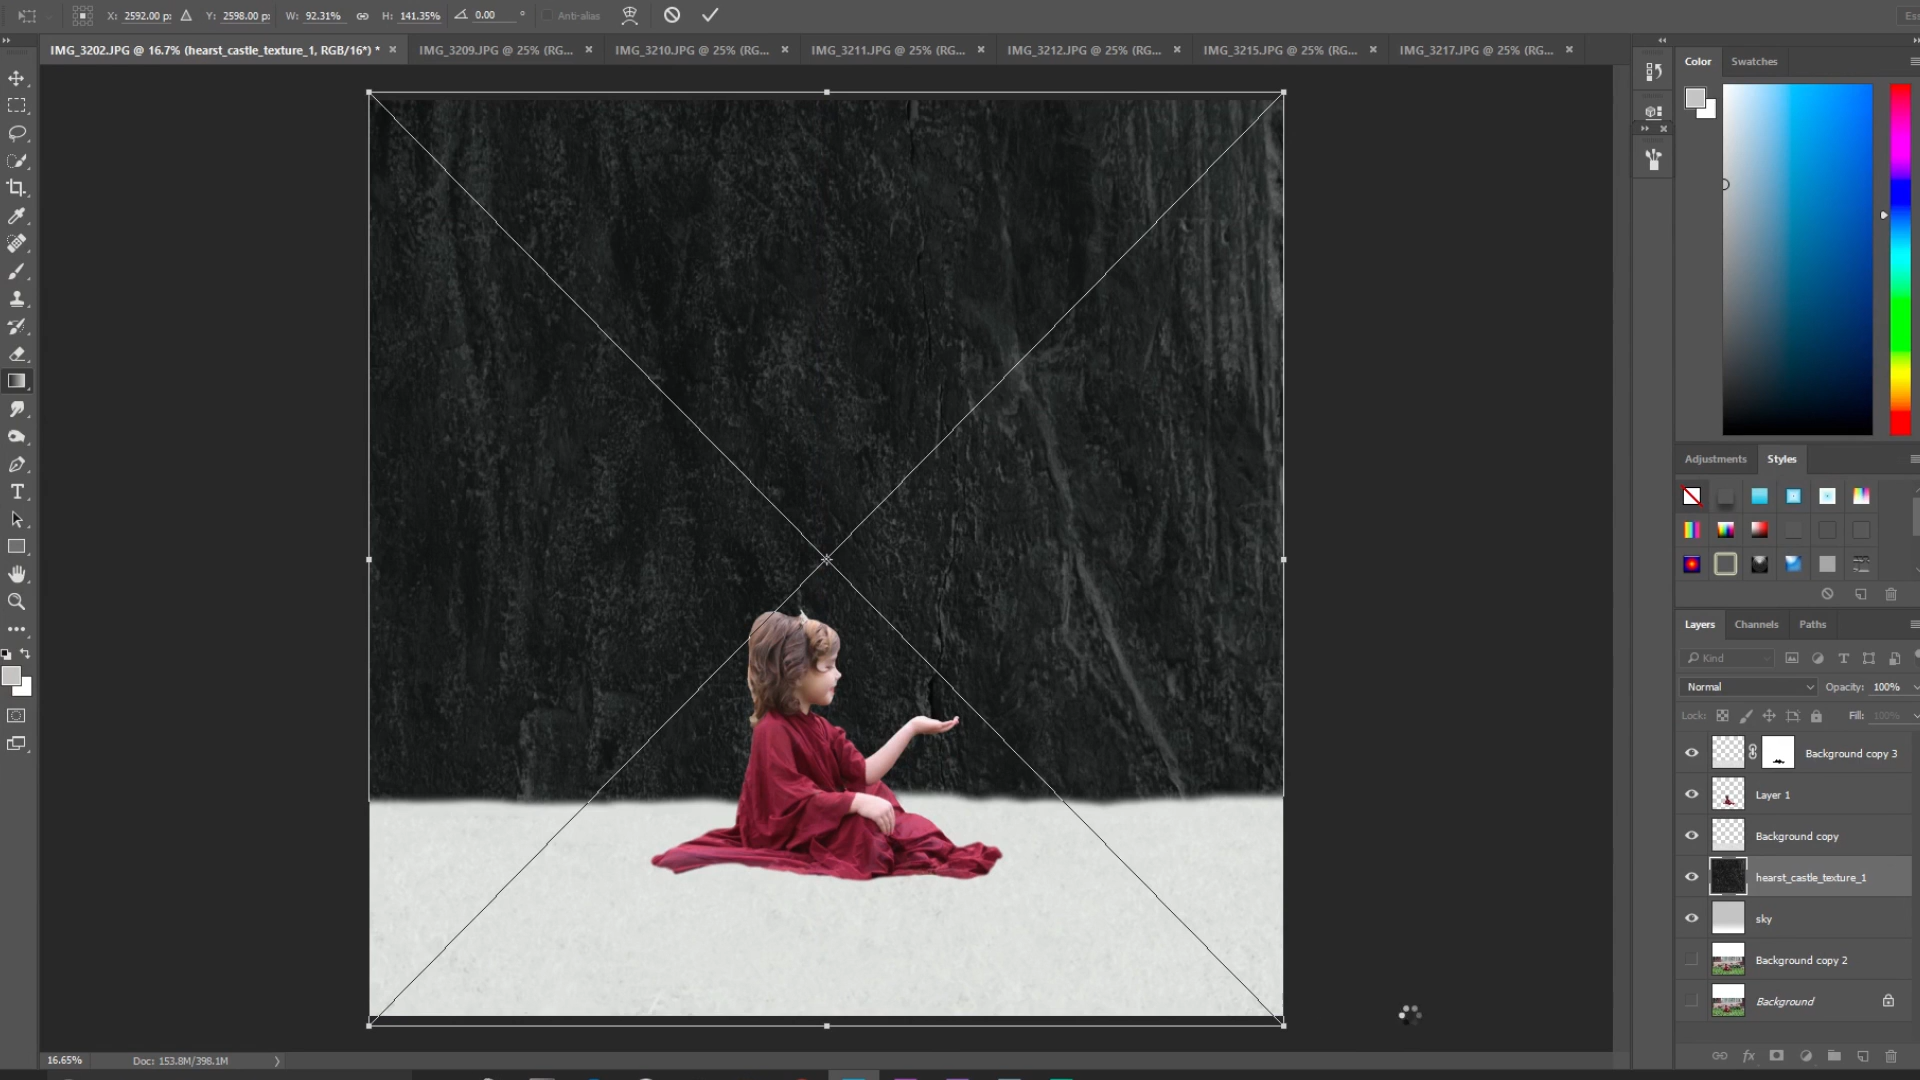 X: 2592.00 p: Y: 2598.00 p: W: 92.31% H: 141.35% 0.00 ° Anti-alias Ess
IMG_3202.JPG @ 16.7% (hearst_castle_texture_1, RGB/16*) * IMG_3209.JPG @ 25% (RG... IMG_3210.JPG @ 25% (RG... IMG_3211.JPG @ 25% (RG... IMG_3212.JPG @ 25% (RG... IMG_3215.JPG @ 25% (RG... IMG_3217.JPG @ 25% (RG...
Color Swatches
Adjustments Styles
Layers Channels Paths
Kind
Normal Opacity: 100%
Lock: Fill: 100%
Background copy 3
Layer 1
Background copy
hearst_castle_texture_1
sky
Background copy 2
Background
fx
16.65% Doc: 153.8M/398.1M